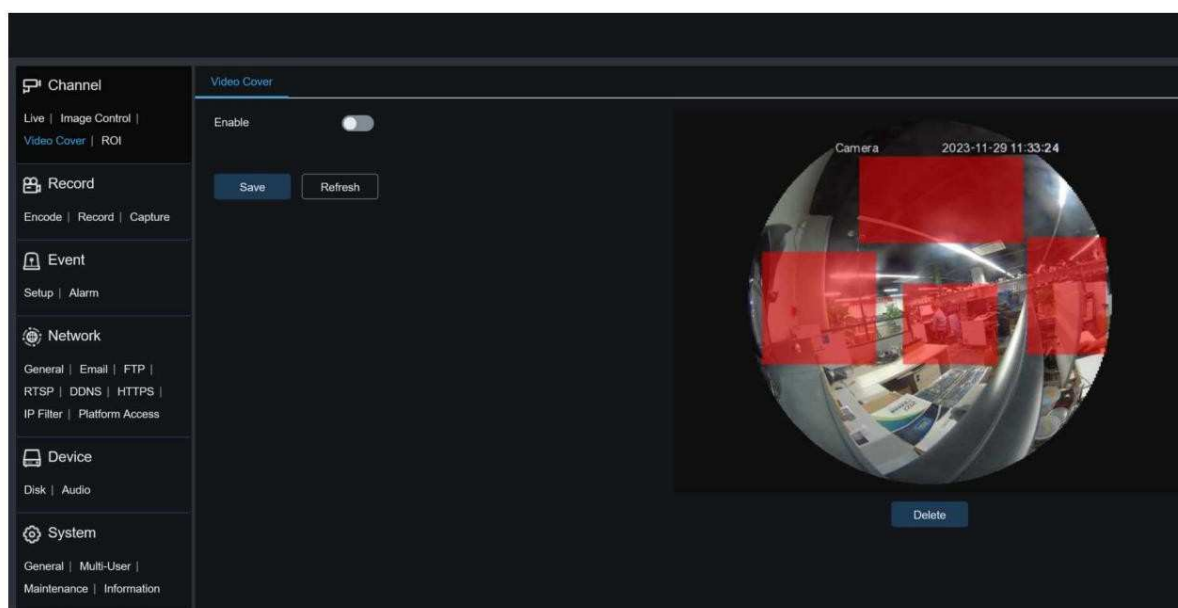 Channel
Live | Image Control |
Video Cover | ROI
Record
Encode | Record | Capture
Event
Setup | Alarm
Network
General | Email | FTP |
RTSP | DDNS | HTTPS |
IP Filter | Platform Access
Device
Disk | Audio
System
General | Multi-User |
Maintenance | Information
Video Cover
Enable
Save Refresh
Camera 2023-11-29 11:33:24
Delete